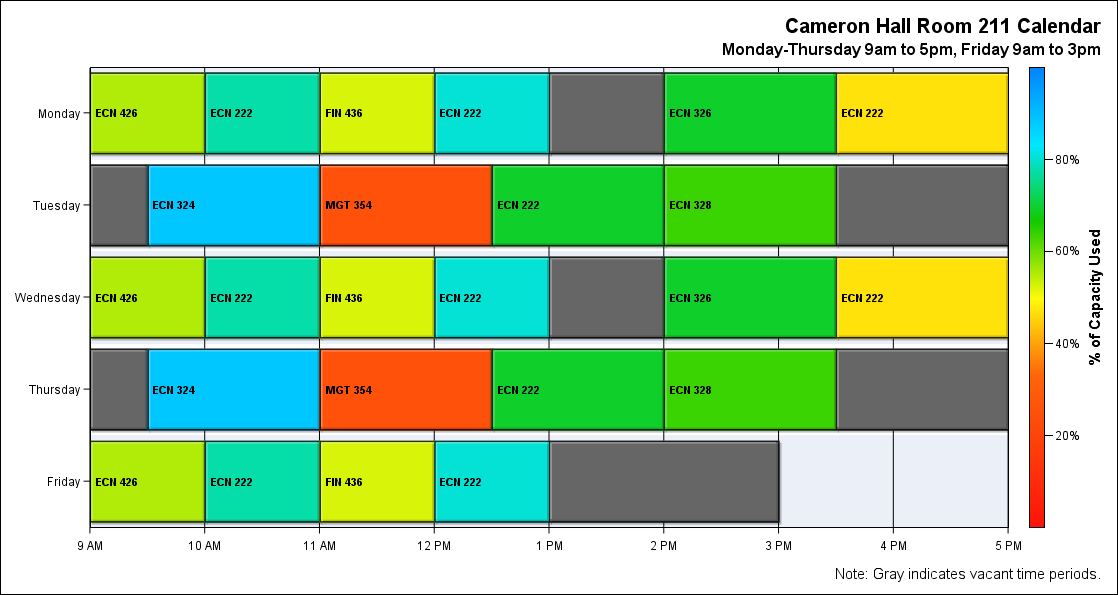 Cameron Hall Room 211 Calendar
Monday-Thursday 9am to 5pm, Friday 9am to 3pm
Monday
ECN 426
ECN 222
FIN 436
ECN 222
ECN 326
ECN 222
Tuesday
ECN 324
MGT 354
ECN 222
ECN 328
Wednesday
ECN 426
ECN 222
FIN 436
ECN 222
ECN 326
ECN 222
Thursday
ECN 324
MGT 354
ECN 222
ECN 328
Friday
ECN 426
ECN 222
FIN 436
ECN 222
9 AM
10 AM
11 AM
12 PM
1 PM
2 PM
3 PM
4 PM
5 PM
80%
60%
40%
20%
% of Capacity Used
Note: Gray indicates vacant time periods.